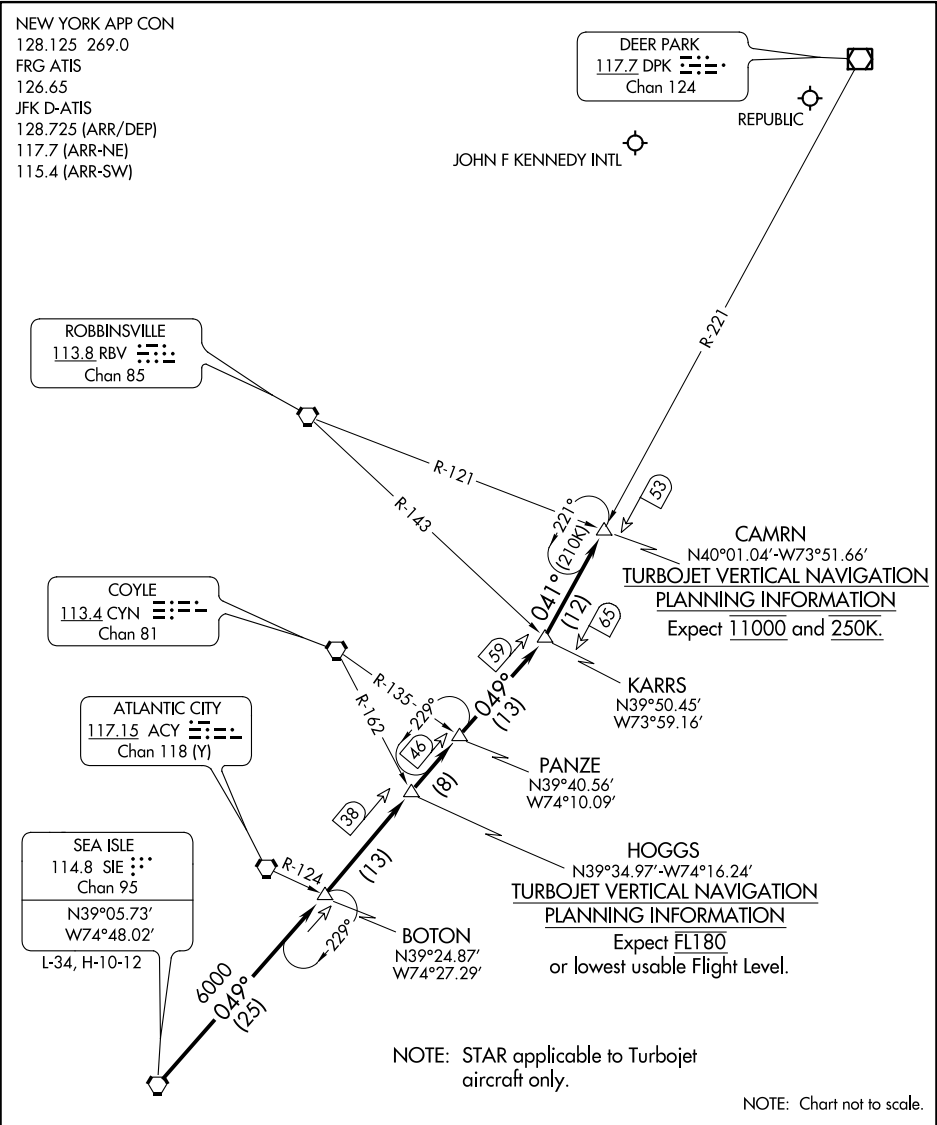 NEW YORK APP CON
128.125 269.0
FRG ATIS
126.65
JFK D-ATIS
128.725 (ARR/DEP)
117.7 (ARR-NE)
115.4 (ARR-SW)
DEER PARK
117.7 DPK
Chan 124
REPUBLIC
JOHN F KENNEDY INTL
R-221
ROBBINSVILLE
113.8 RBV
Chan 85
R-121
R-143
53
221°
(210K)
041°
(12)
CAMRN
N40°01.04'-W73°51.66'
TURBOJET VERTICAL NAVIGATION
PLANNING INFORMATION
Expect 11000 and 250K.
COYLE
113.4 CYN
Chan 81
65
59
KARRS
N39°50.45'
W73°59.16'
R-135
R-162
229°
049°
(13)
ATLANTIC CITY
117.15 ACY
Chan 118 (Y)
46
(8)
PANZE
N39°40.56'
W74°10.09'
38
(13)
HOGGS
N39°34.97'-W74°16.24'
TURBOJET VERTICAL NAVIGATION
PLANNING INFORMATION
Expect FL180
or lowest usable Flight Level.
SEA ISLE
114.8 SIE
Chan 95
N39°05.73'
W74°48.02'
L-34, H-10-12
R-124
229°
BOTON
N39°24.87'
W74°27.29'
6000
049°
(25)
NOTE: STAR applicable to Turbojet
aircraft only.
NOTE: Chart not to scale.